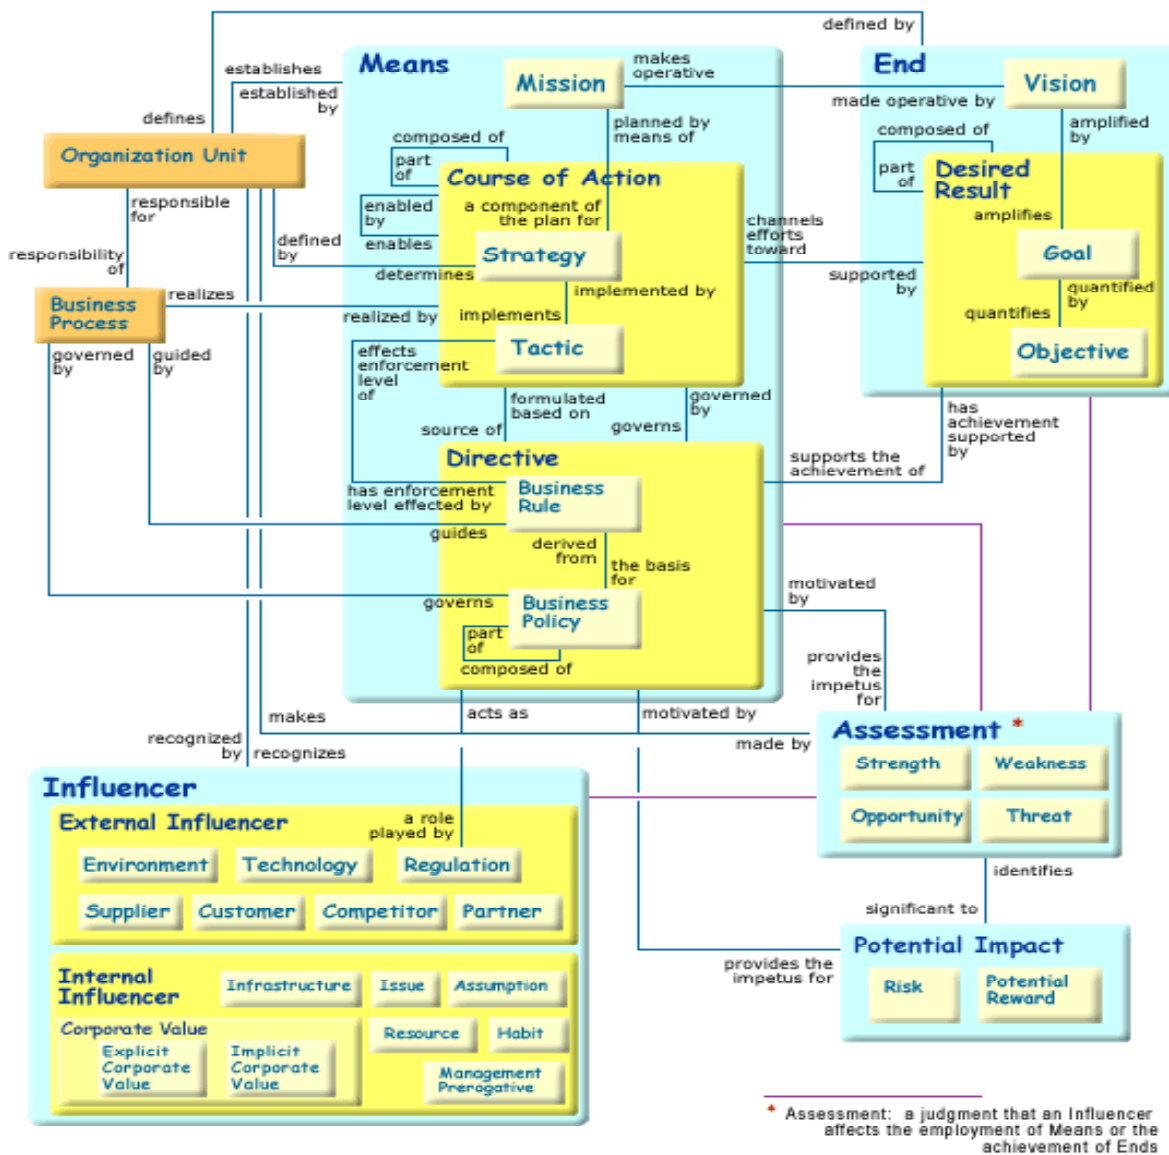 defined by
Means
makes
operative
End
Mission
Vision
establishes
established
by
made operative by
defines
planned by
means of
amplified
by
composed of
part
of
composed of
part
of
Organization Unit
Course of Action
Desired
Result
responsible
for
enabled
by
enables
a component of
the plan for
channels
efforts
toward
amplifies
defined
by
Strategy
Goal
responsibility
of
determines
supported
by
realizes
implemented by
quantified
by
Business
Process
realized by
implements
quantifies
governed
by
guided
by
effects
enforcement
level
of
Tactic
Objective
formulated
based on
governed
by
has
achievement
supported
by
source of
governs
Directive
supports the
achievement of
has enforcement
level effected by
Business
Rule
guides
derived
from
the basis
for
motivated
by
governs
Business
Policy
part
of
composed of
provides
the
impetus
for
acts as
motivated by
makes
made by
recognized
by
recognizes
Assessment *
Strength
Weakness
Opportunity
Threat
Influencer
External Influencer
a role
played by
Environment
Technology
Regulation
identifies
Supplier
Customer
Competitor
Partner
significant to
Potential Impact
provides the
impetus for
Risk
Potential
Reward
Internal
Influencer
Infrastructure
Issue
Assumption
Corporate Value
Resource
Habit
Explicit
Corporate
Value
Implicit
Corporate
Value
Management
Prerogative
* Assessment: a judgment that an Influencer
affects the employment of Means or the
achievement of Ends